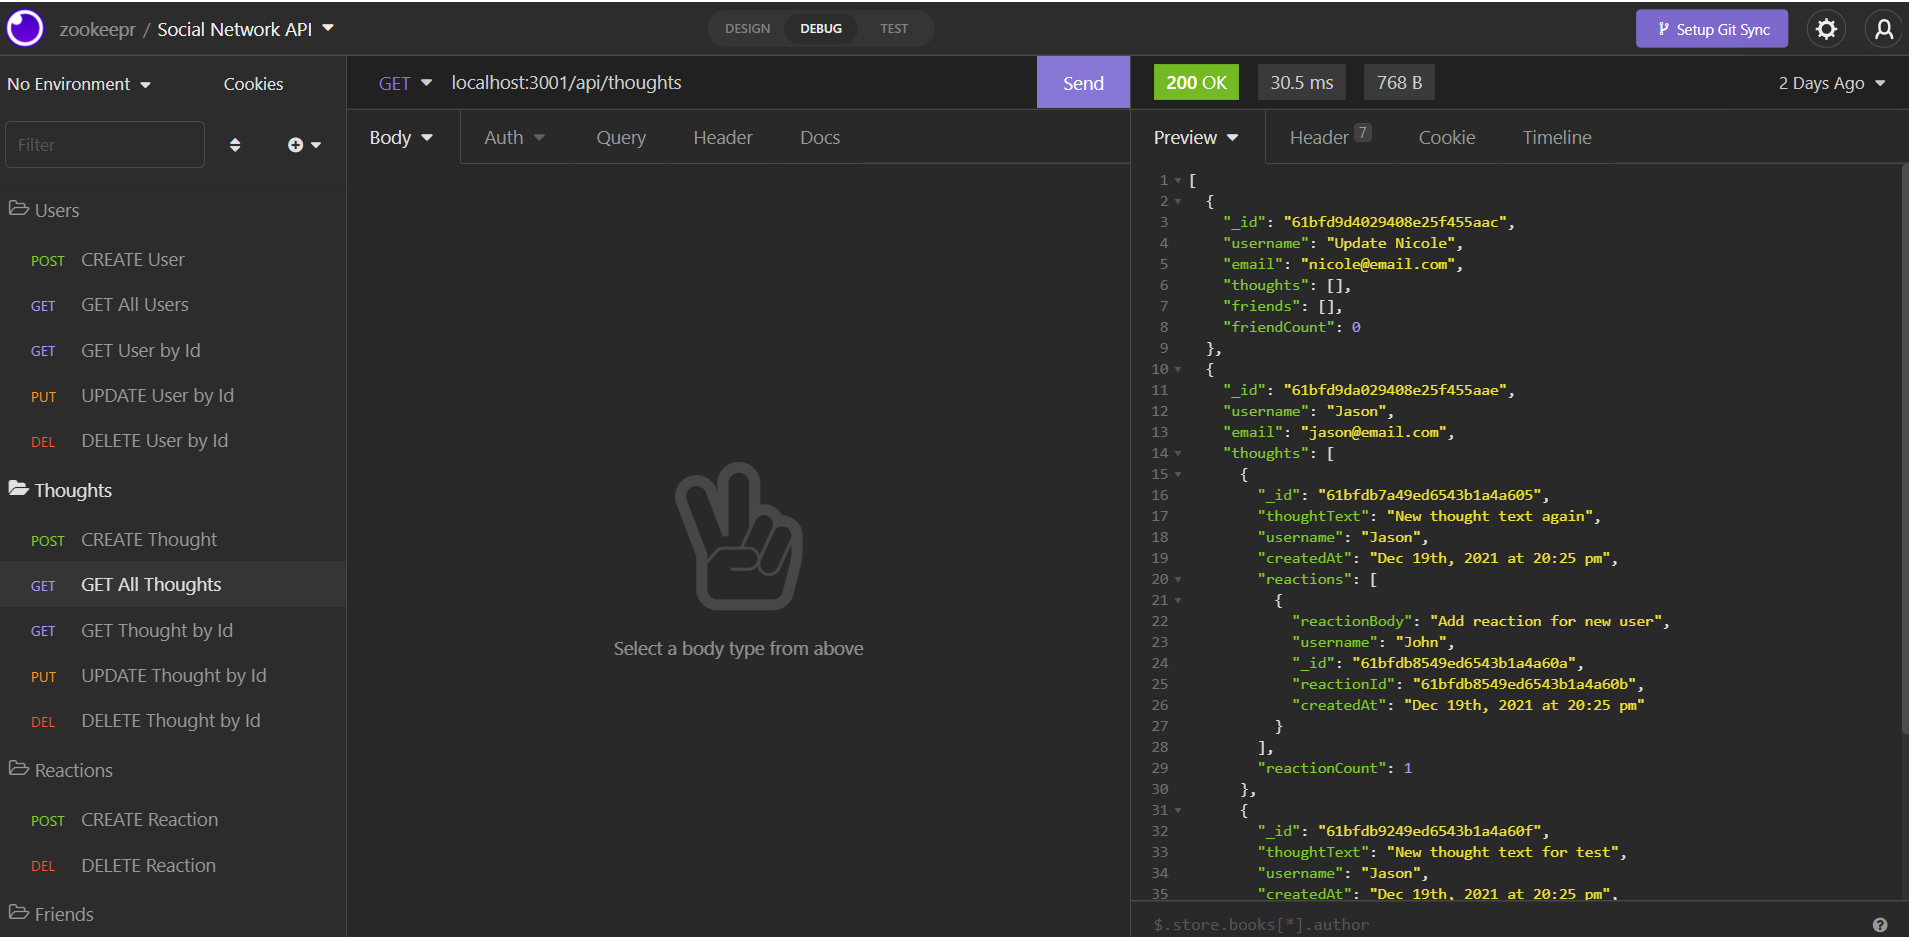 zookeepr / Social Network API
DESIGN DEBUG TEST
Setup Git Sync
No Environment Cookies
Filter
Users
POST CREATE User
GET GET All Users
GET GET User by Id
PUT UPDATE User by Id
DEL DELETE User by Id
Thoughts
POST CREATE Thought
GET GET All Thoughts
GET GET Thought by Id
PUT UPDATE Thought by Id
DEL DELETE Thought by Id
Reactions
POST CREATE Reaction
DEL DELETE Reaction
Friends
GET localhost:3001/api/thoughts Send
Body Auth Query Header Docs
Select a body type from above
200 OK 30.5 ms 768 B 2 Days Ago
Preview Header 7 Cookie Timeline
1 [
2 {
3 "_id": "61bfd9d4029408e25f455aac",
4 "username": "Update Nicole",
5 "email": "nicole@email.com",
6 "thoughts": [],
7 "friends": [],
8 "friendCount": 0
9 },
10 {
11 "_id": "61bfd9da029408e25f455aae",
12 "username": "Jason",
13 "email": "jason@email.com",
14 "thoughts": [
15 {
16 "_id": "61bfdb7a49ed6543b1a4a605",
17 "thoughtText": "New thought text again",
18 "username": "Jason",
19 "createdAt": "Dec 19th, 2021 at 20:25 pm",
20 "reactions": [
21 {
22 "reactionBody": "Add reaction for new user",
23 "username": "John",
24 "_id": "61bfdb8549ed6543b1a4a60a",
25 "reactionId": "61bfdb8549ed6543b1a4a60b",
26 "createdAt": "Dec 19th, 2021 at 20:25 pm"
27 }
28 ],
29 "reactionCount": 1
30 },
31 {
32 "_id": "61bfdb9249ed6543b1a4a60f",
33 "thoughtText": "New thought text for test",
34 "username": "Jason",
35 "createdAt": "Dec 19th, 2021 at 20:25 pm",
$.store.books[*].author